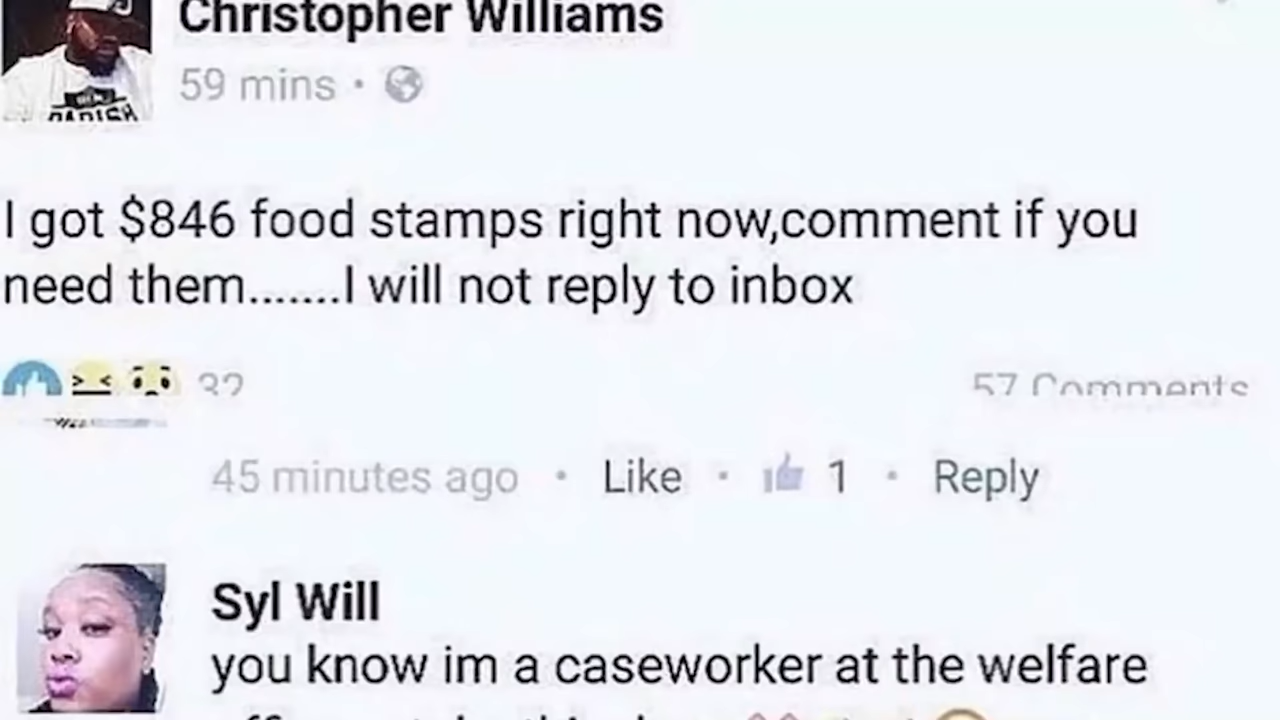 Christopher Williams
59 mins ·
I got $846 food stamps right now,comment if you
need them.......I will not reply to inbox
32
57 Comments
45 minutes ago · Like · 1 · Reply
Syl Will
you know im a caseworker at the welfare